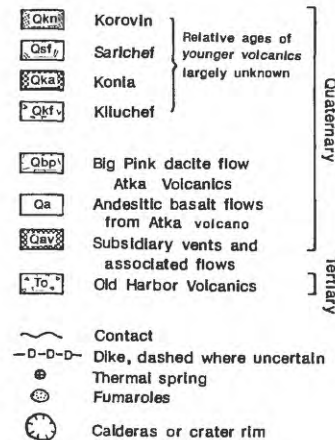 Qkn Korovin
Qsf Sarichef
Qka Konia
Qkf Kliuchef
Relative ages of
younger volcanics
largely unknown
Qbp Big Pink dacite flow
Atka Volcanics
Qa Andesitic basalt flows
from Atka volcano
Qav Subsidiary vents and
associated flows
To Old Harbor Volcanics
Quaternary
Tertiary
Contact
-D-D-D- Dike, dashed where uncertain
Thermal spring
Fumaroles
Calderas or crater rim